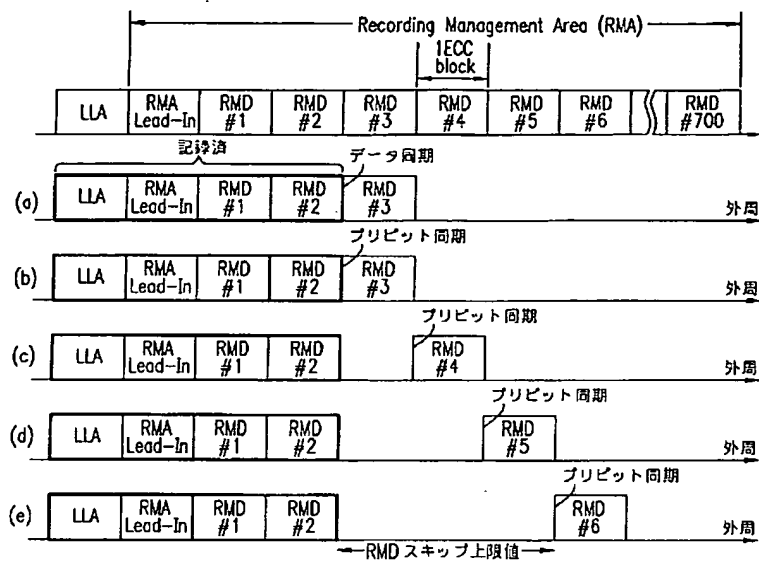 Recording Management Area (RMA)
1ECC
block
LLA
RMA
Lead-In
RMD
#1
RMD
#2
RMD
#3
RMD
#4
RMD
#5
RMD
#6
RMD
#700
記録済
データ同期
(a)
LLA
RMA
Lead-In
RMD
#1
RMD
#2
RMD
#3
外周
プリピット同期
(b)
LLA
RMA
Lead-In
RMD
#1
RMD
#2
RMD
#3
外周
プリピット同期
(c)
LLA
RMA
Lead-In
RMD
#1
RMD
#2
RMD
#4
外周
プリピット同期
(d)
LLA
RMA
Lead-In
RMD
#1
RMD
#2
RMD
#5
外周
プリピット同期
(e)
LLA
RMA
Lead-In
RMD
#1
RMD
#2
RMD
#6
外周
RMDスキップ上限値